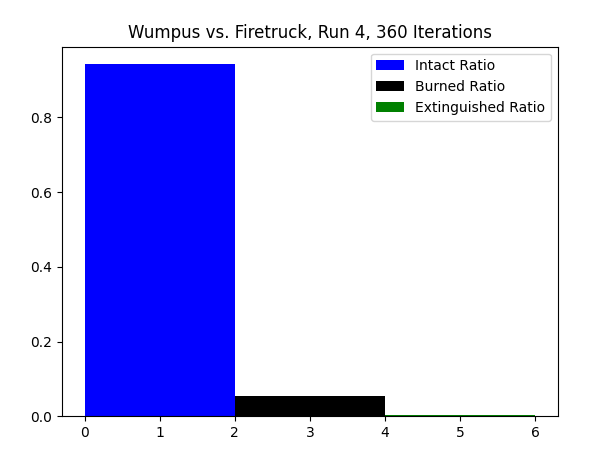 Wumpus vs. Firetruck, Run 4, 360 Iterations
Intact Ratio
Burned Ratio
Extinguished Ratio
0.8
0.6
0.4
0.2
0.0
0 1 2 3 4 5 6